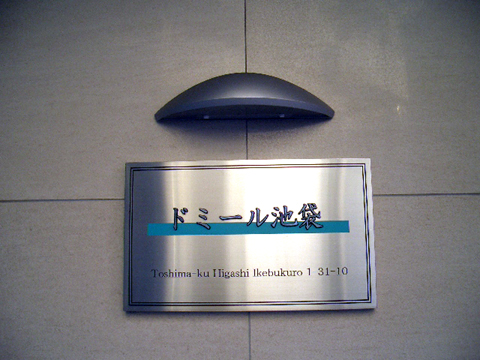 ドミール池袋
Toshima-ku Higashi Ikebukuro 1 31-10